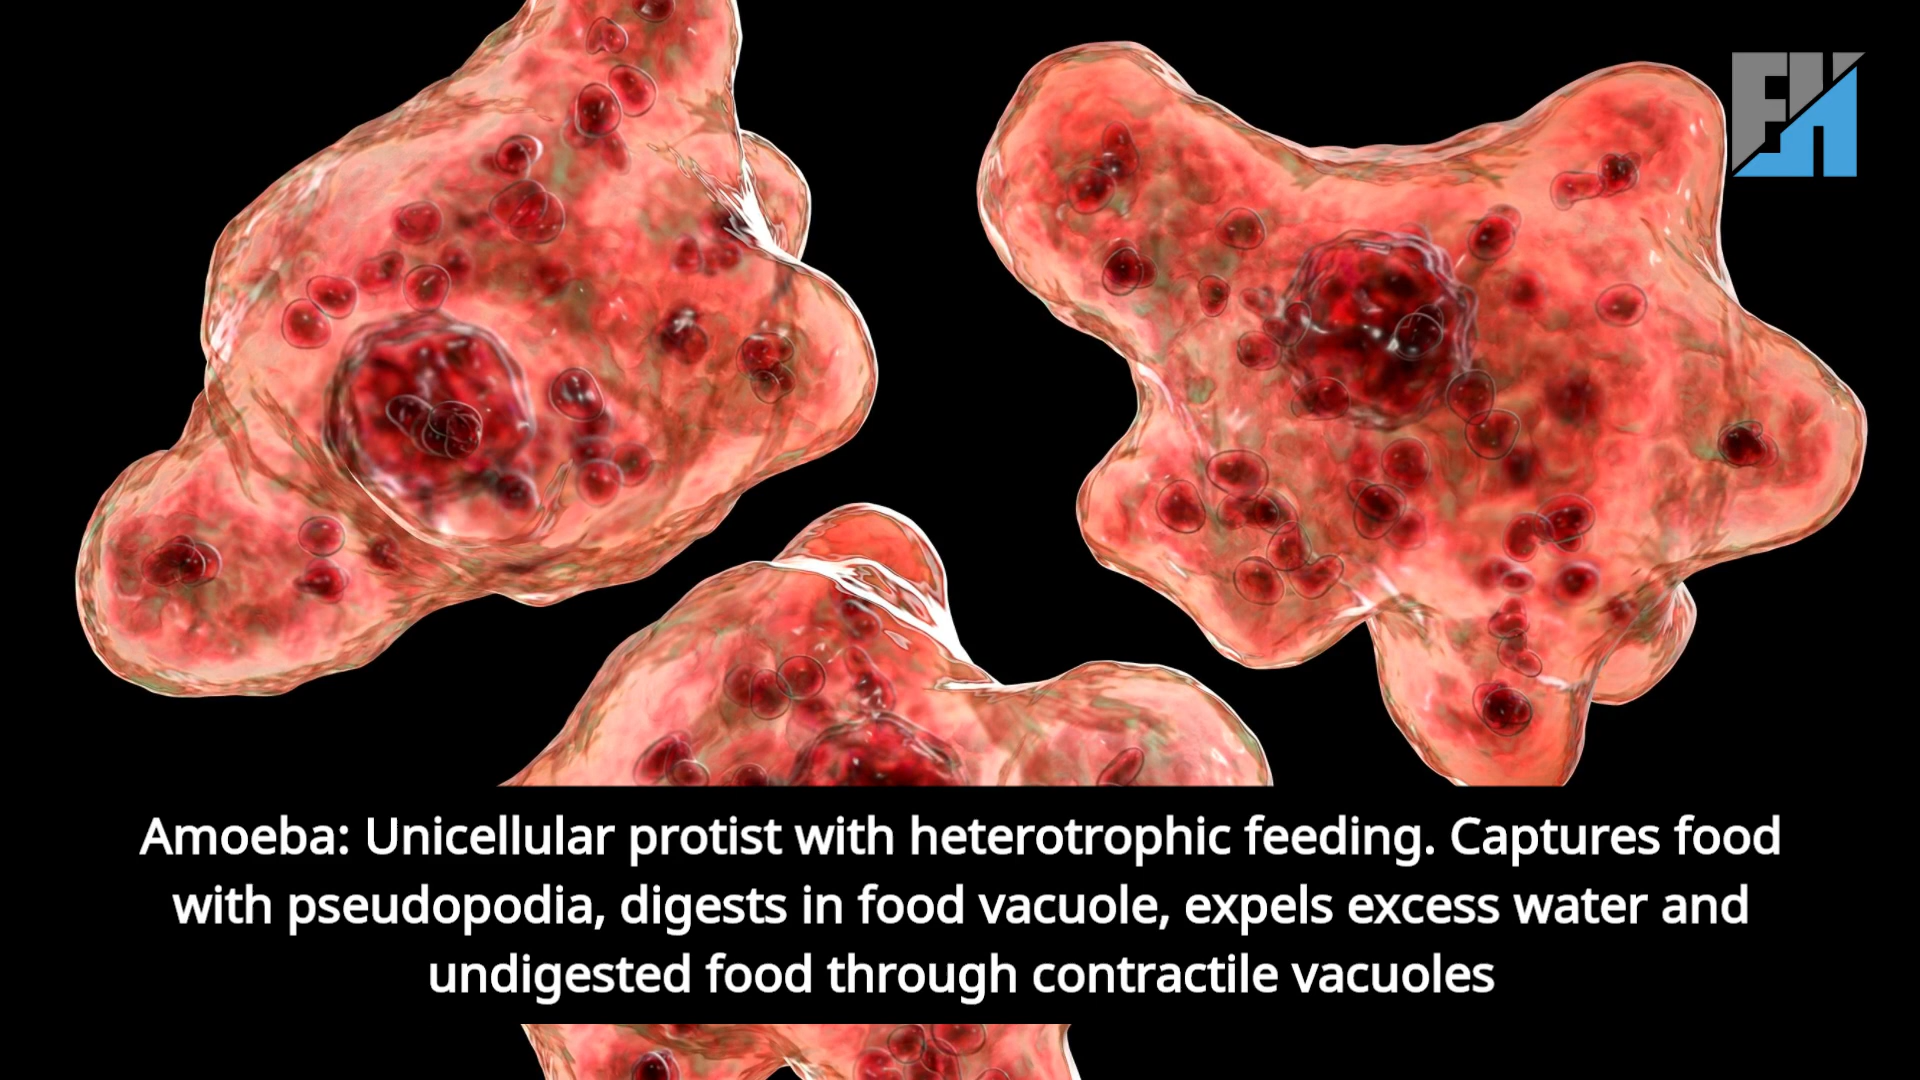 EH
Amoeba: Unicellular protist with heterotrophic feeding. Captures food
with pseudopodia, digests in food vacuole, expels excess water and
undigested food through contractile vacuoles